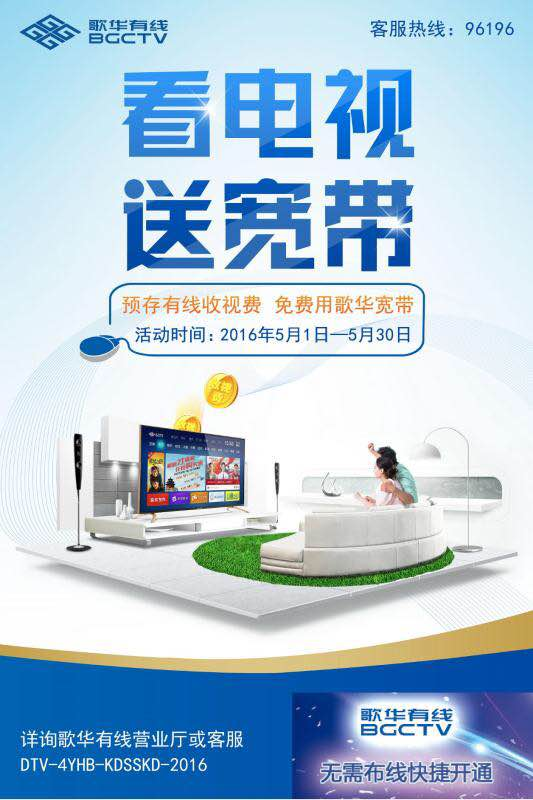 歌华有线
BGCTV
客服热线：96196
看电视
送宽带
预存有线收视费 免费用歌华宽带
活动时间：2016年5月1日—5月30日
收视费
BGCTV
详询歌华有线营业厅或客服
DTV-4YHB-KDSSKD-2016
歌华有线
BGCTV
无需布线快捷开通